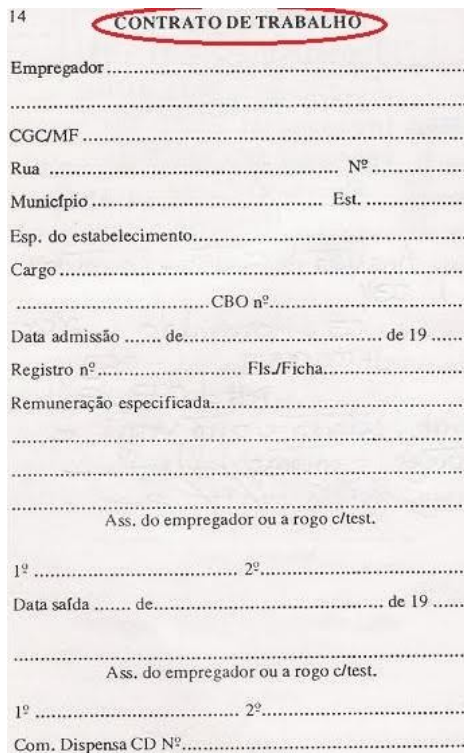 14
CONTRATO DE TRABALHO
Empregador..........................................................
..........................................................................
CGC/MF..............................................................
Rua .................................................. Nº..................
Município ............................................. Est. ..................
Esp. do estabelecimento..................................................
Cargo..................................................................
....................................CBO nº....................................
Data admissão ....... de........................................ de 19 ......
Registro nº........................... Fls./Ficha...........................
Remuneração especificada..................................................
..........................................................................
..........................................................................
..........................................................................
Ass. do empregador ou a rogo c/test.
1º ........................................ 2º........................................
Data saída ....... de........................................ de 19 ......
..........................................................................
Ass. do empregador ou a rogo c/test.
1º ........................................ 2º........................................
Com. Dispensa CD Nº..................................................